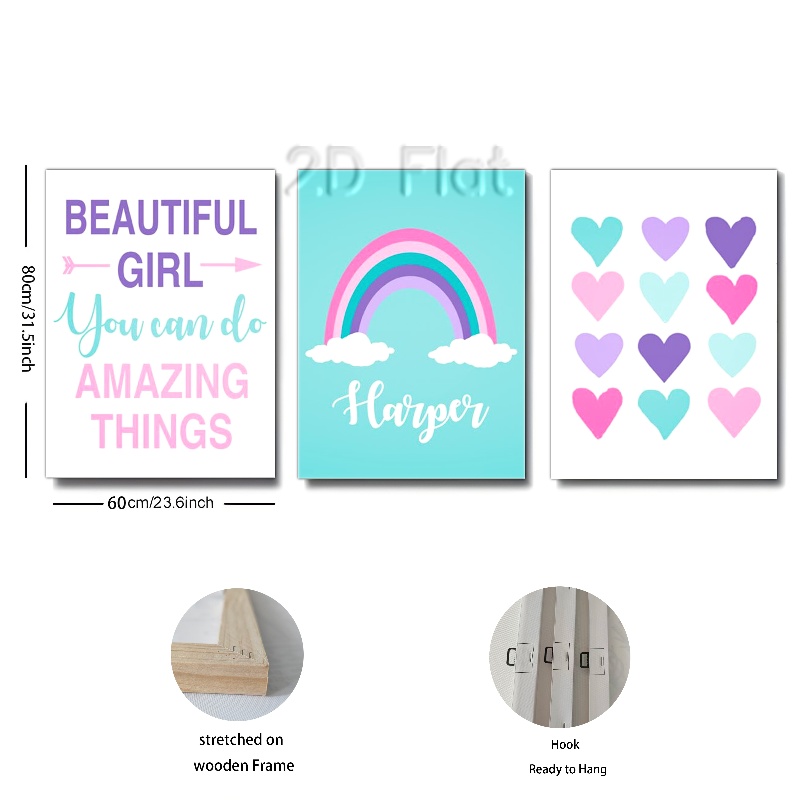 2.D Flat
BEAUTIFUL
GIRL
You can do
AMAZING
THINGS
Harper
80cm/31.5inch
60cm/23.6inch
stretched on
wooden Frame
Hook
Ready to Hang